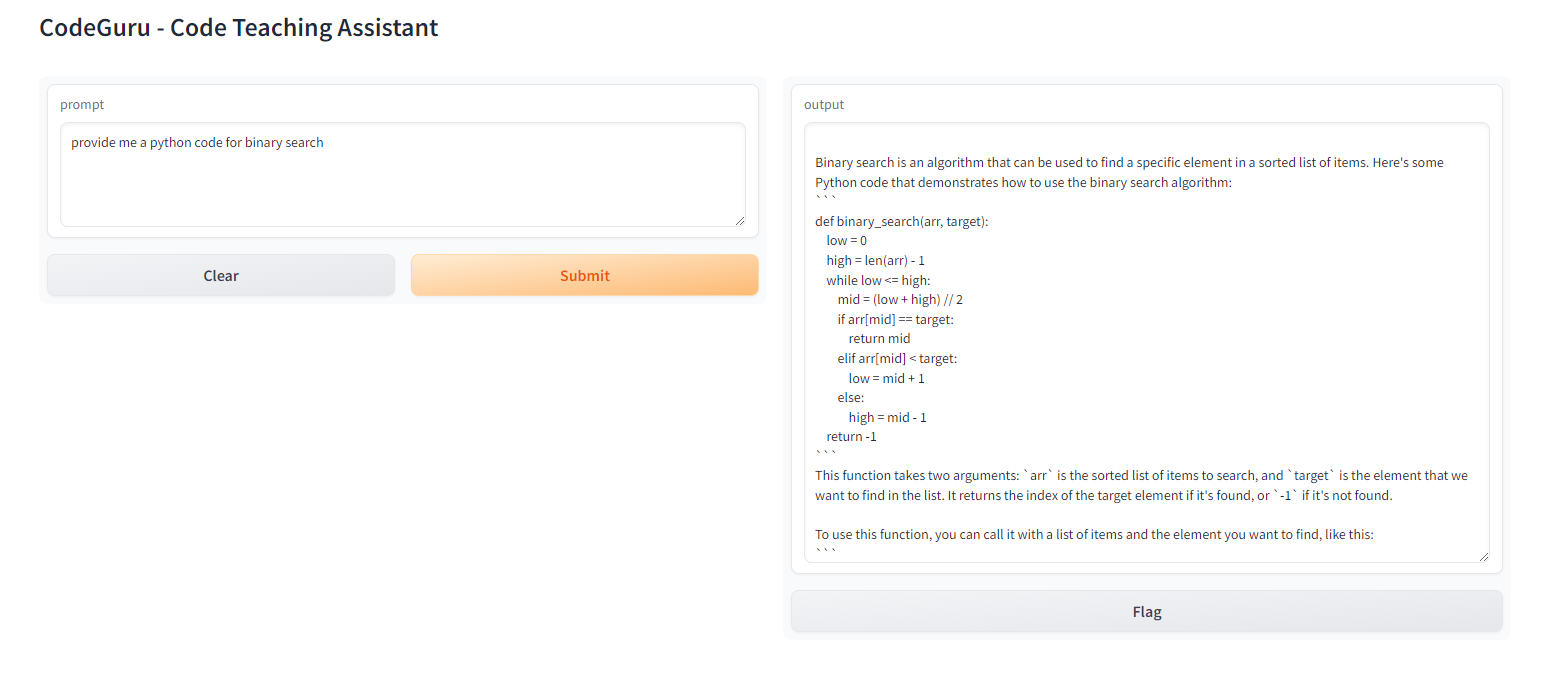 CodeGuru - Code Teaching Assistant
prompt
provide me a python code for binary search
Clear
Submit
output
Binary search is an algorithm that can be used to find a specific element in a sorted list of items. Here's some
Python code that demonstrates how to use the binary search algorithm:
```
def binary_search(arr, target):
    low = 0
    high = len(arr) - 1
    while low <= high:
        mid = (low + high) // 2
        if arr[mid] == target:
            return mid
        elif arr[mid] < target:
            low = mid + 1
        else:
            high = mid - 1
    return -1
```
This function takes two arguments: `arr` is the sorted list of items to search, and `target` is the element that we
want to find in the list. It returns the index of the target element if it's found, or `-1` if it's not found.
To use this function, you can call it with a list of items and the element you want to find, like this:
```
Flag